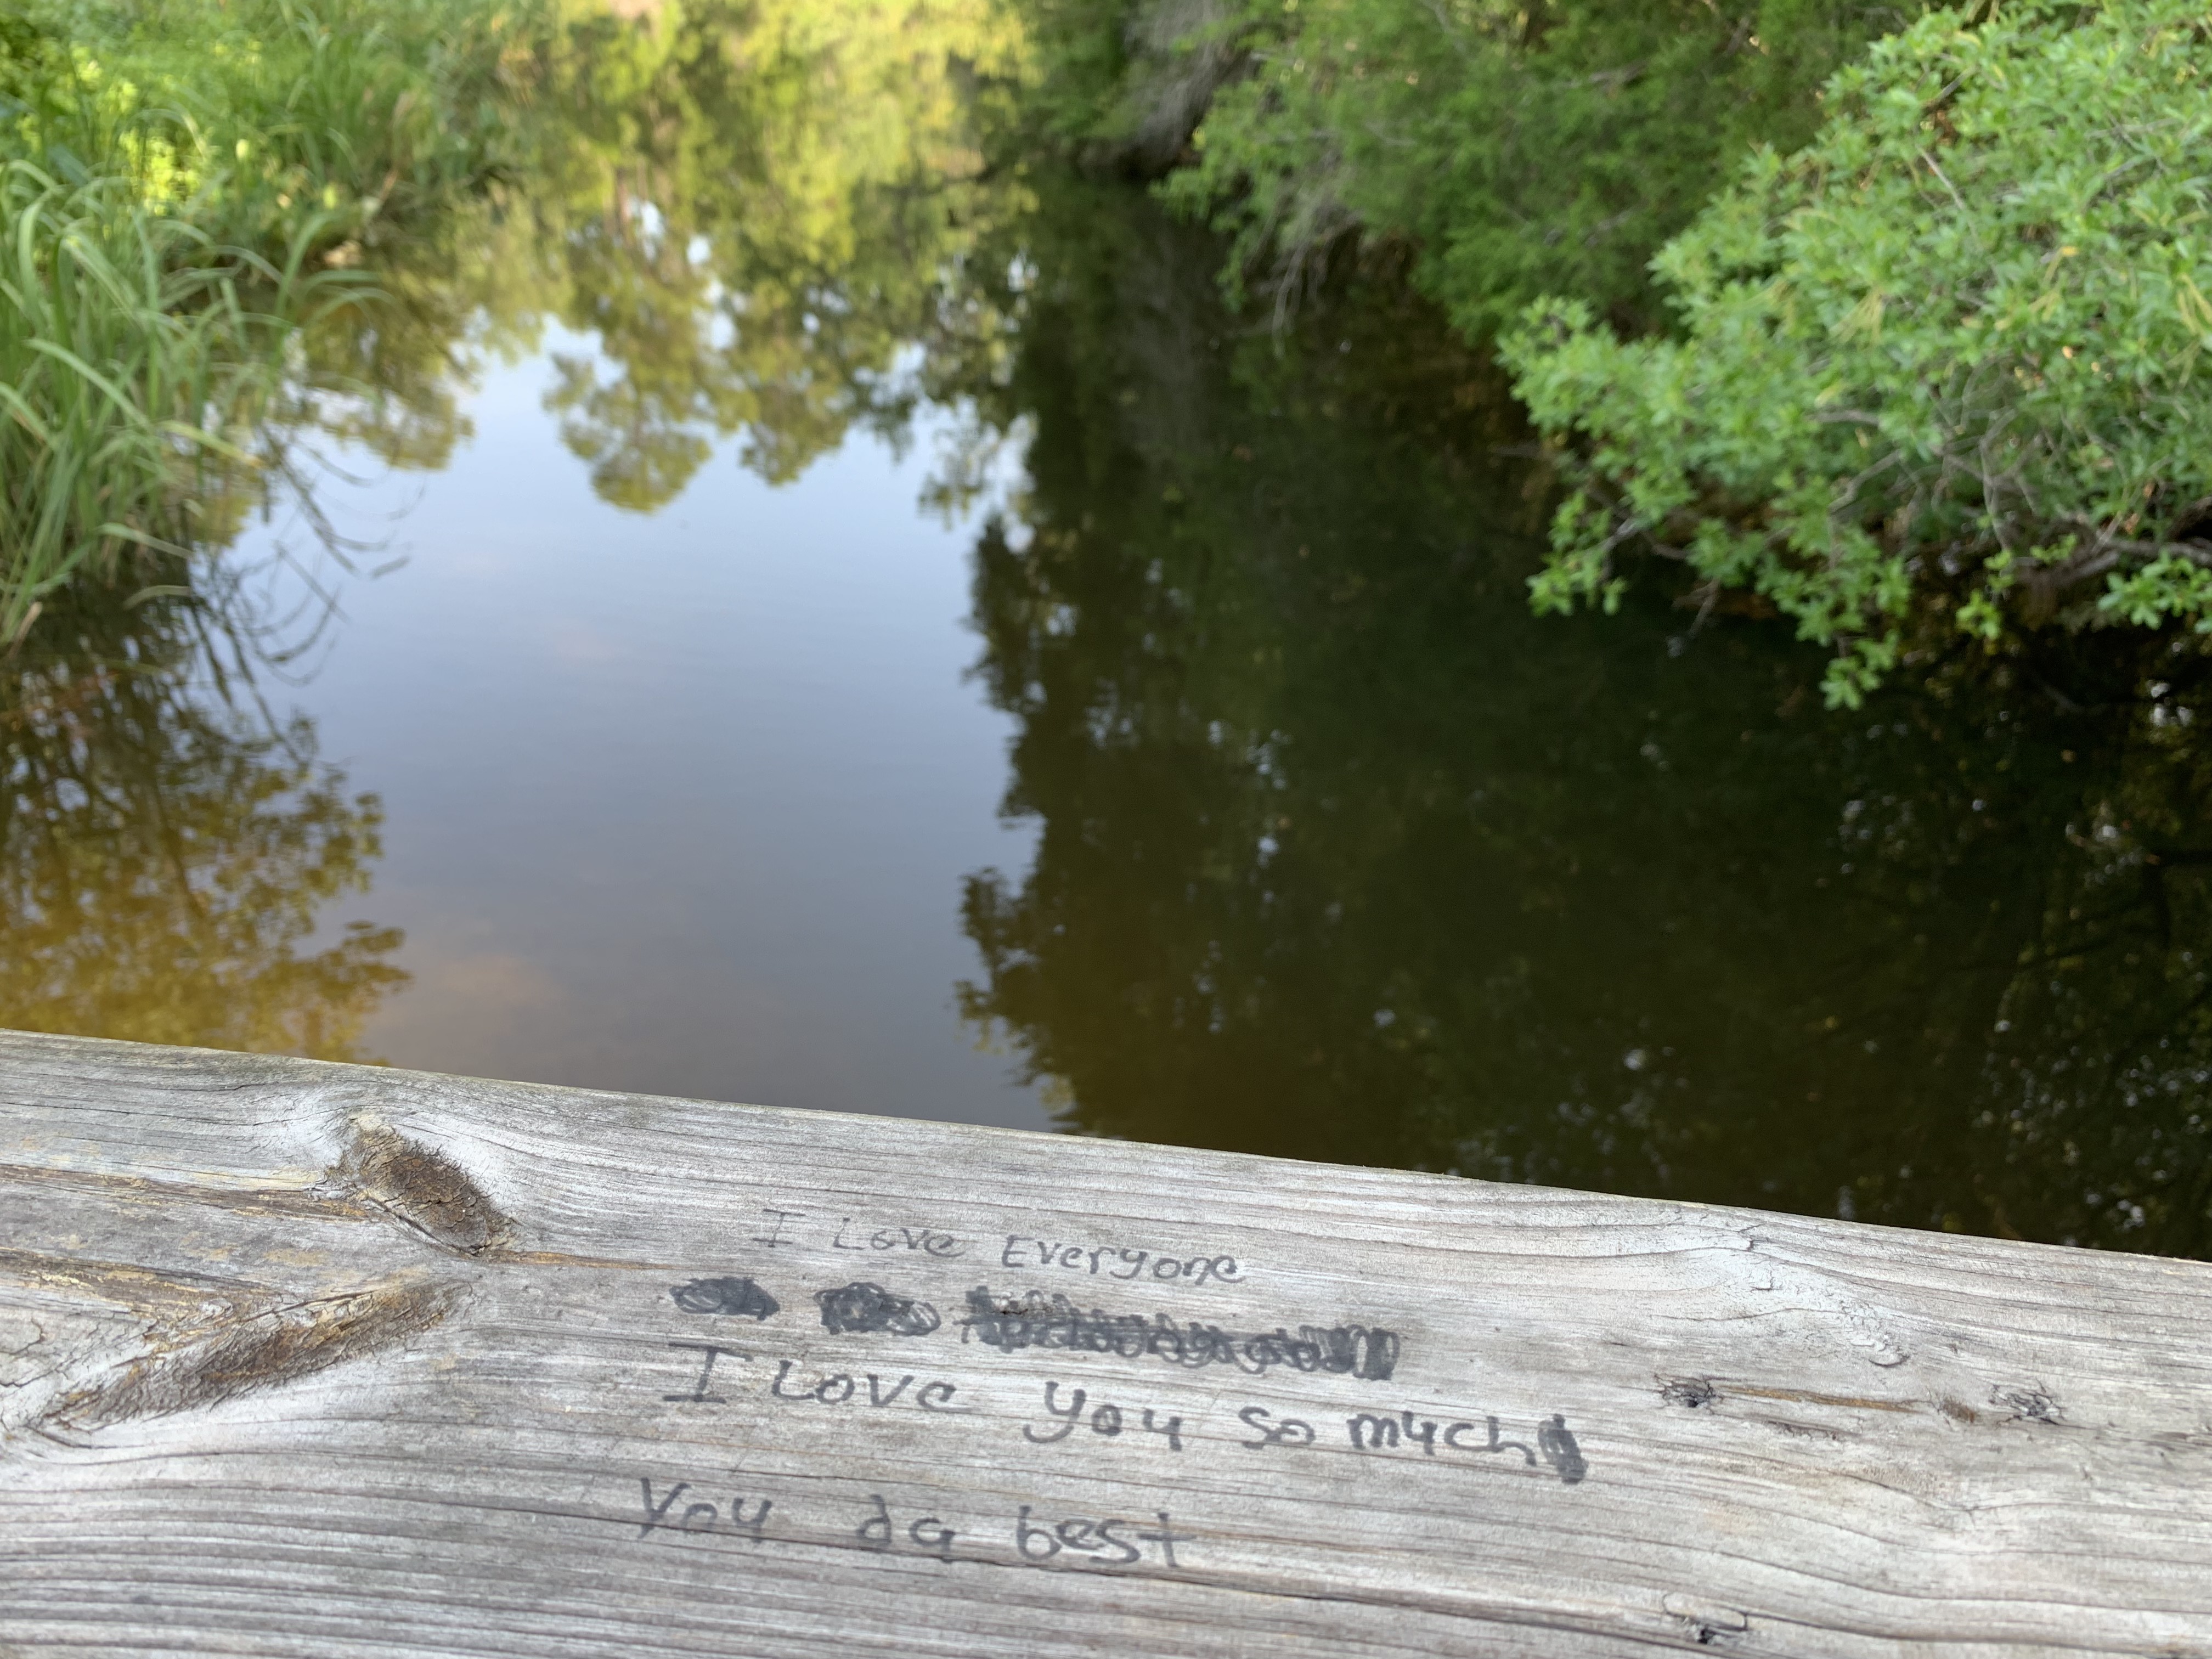 I Love Everyone
I Love you so much
You da best